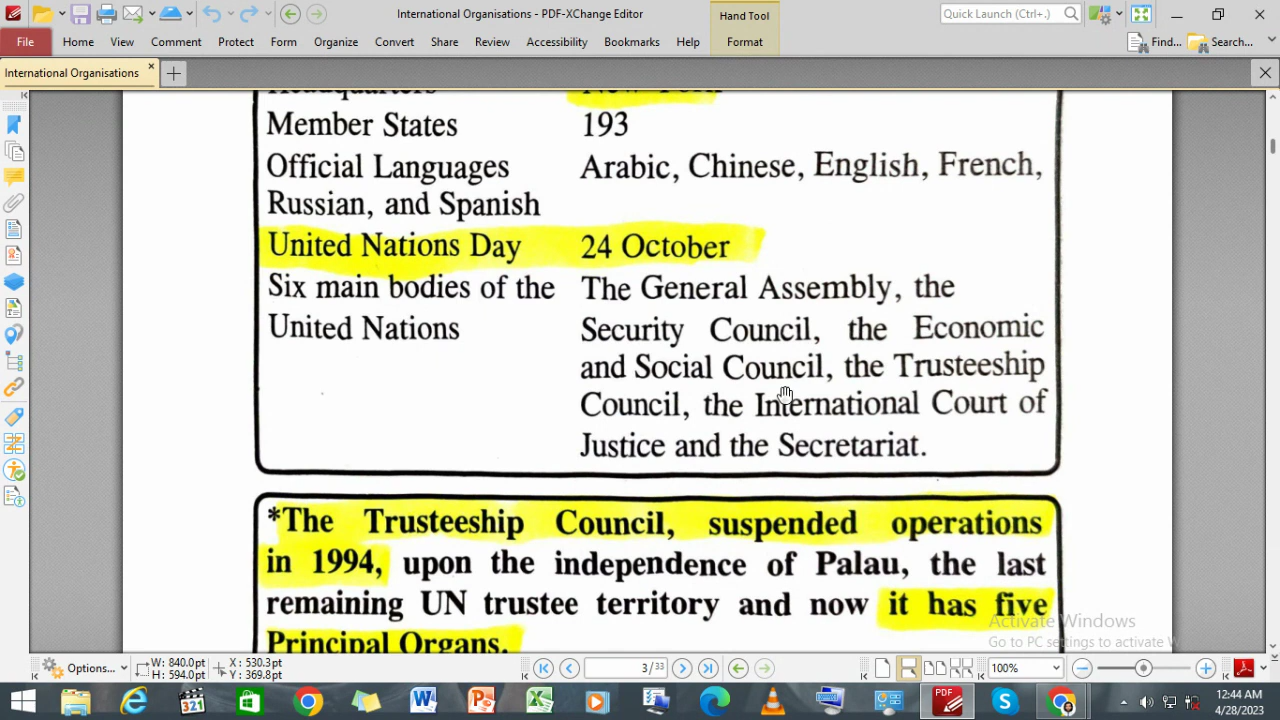 International Organisations - PDF-XChange Editor
Hand Tool
Quick Launch (Ctrl+.)
File
Home
View
Comment
Protect
Form
Organize
Convert
Share
Review
Accessibility
Bookmarks
Help
Format
Find...
Search...
International Organisations
Headquarters New York
Member States 193
Official Languages Arabic, Chinese, English, French,
Russian, and Spanish
United Nations Day 24 October
Six main bodies of the The General Assembly, the
United Nations Security Council, the Economic
and Social Council, the Trusteeship
Council, the International Court of
Justice and the Secretariat.
*The Trusteeship Council, suspended operations
in 1994, upon the independence of Palau, the last
remaining UN trustee territory and now it has five
Principal Organs.
Activate Windows
Go to PC settings to activate W
Options...
W: 840.0pt
H: 594.0pt
X: 530.3pt
Y: 369.8pt
3 / 33
100%
321
PDF
12:44 AM
4/28/2023